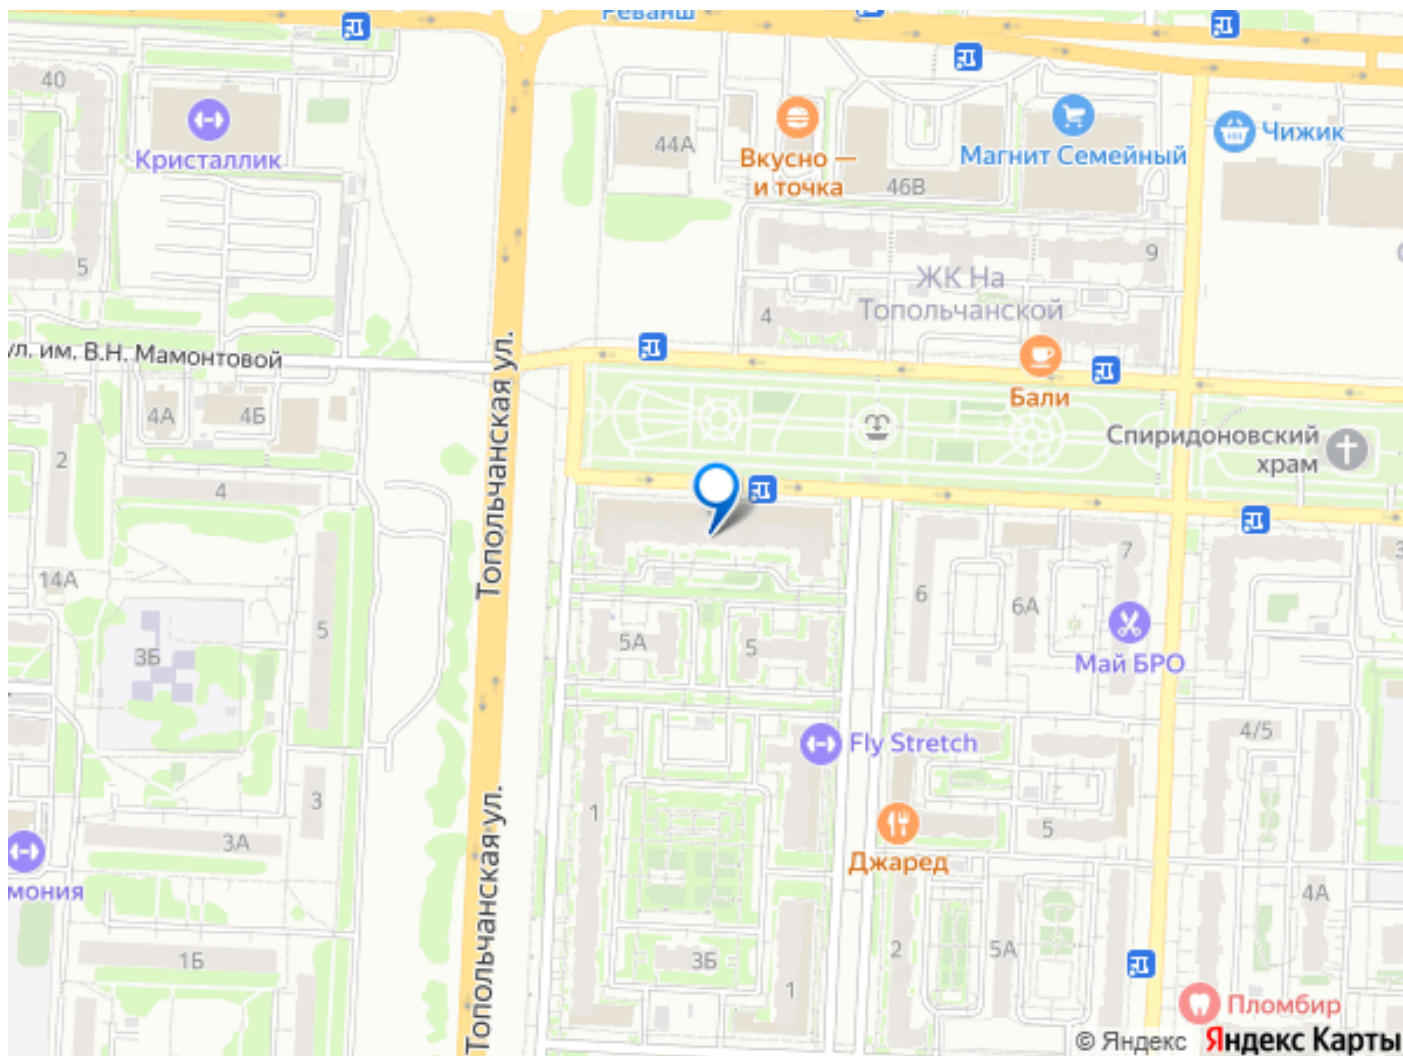 Реванш
40
Кристаллик
44А
Вкусно —
и точка
46В
Магнит Семейный
Чижик
5
9
ЖК На
Топольчанской
4
ул. им. В.Н. Мамонтовой
Топольчанская ул.
Бали
4А
4Б
2
4
Спиридоновский
храм
14А
3Б
5
5А
5
6
6А
7
Май БРО
Fly Stretch
4/5
3
3А
1
5
Джаред
мония
Топольчанская ул.
4А
1Б
3Б
1
2
5А
Пломбир
© Яндекс Яндекс Карты